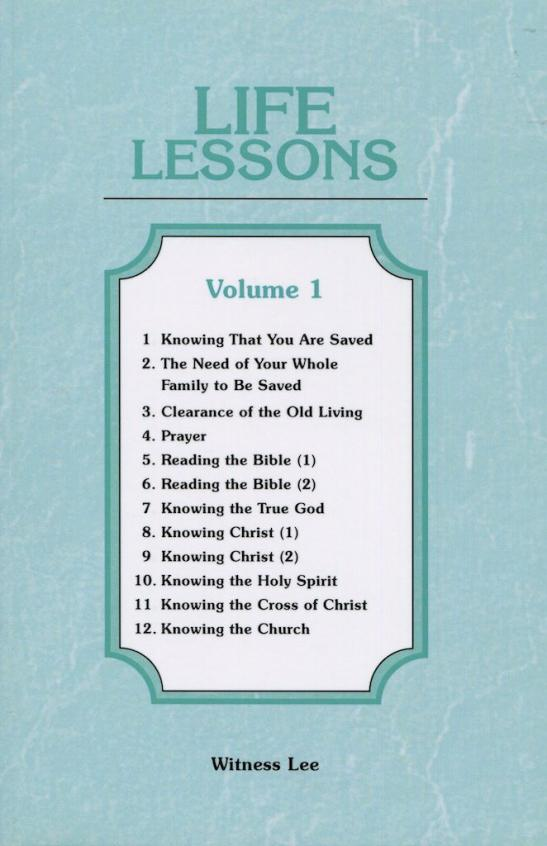 LIFE
LESSONS
Volume 1
1 Knowing That You Are Saved
2. The Need of Your Whole
Family to Be Saved
3. Clearance of the Old Living
4. Prayer
5. Reading the Bible (1)
6. Reading the Bible (2)
7 Knowing the True God
8. Knowing Christ (1)
9 Knowing Christ (2)
10. Knowing the Holy Spirit
11 Knowing the Cross of Christ
12. Knowing the Church
Witness Lee